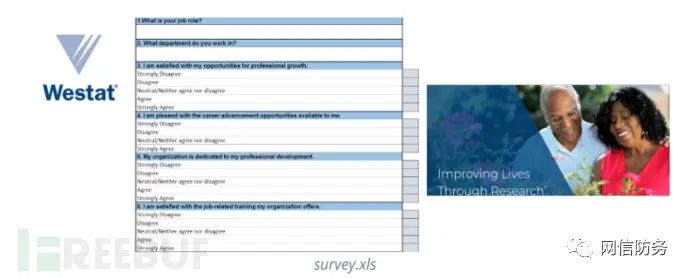 Westat®
1.What is your job role?
2. What department do you work in?
3. I am satisfied with my opportunities for professional growth.
Strongly Disagree
Disagree
Neutral/Neither agree nor disagree
Agree
Strongly Agree
4. I am pleased with the career advancement opportunities available to me.
Strongly Disagree
Disagree
Neutral/Neither agree nor disagree
Agree
Strongly Agree
5. My organization is dedicated to my professional development.
Strongly Disagree
Disagree
Neutral/Neither agree nor disagree
Agree
Strongly Agree
6. I am satisfied with the job-related training my organization offers.
Strongly Disagree
Disagree
Neutral/Neither agree nor disagree
Agree
Strongly Agree
Improving Lives
Through Research
FREEBUF
survey.xls
网信防务